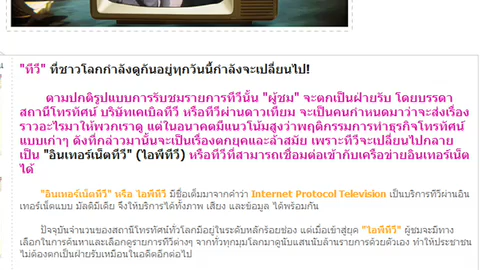 "ทีวี" ที่ชาวโลกกำลังดูกันอยู่ทุกวันนี้กำลังจะเปลี่ยนไป!
ตามปกติรูปแบบการรับชมรายการทีวีนั้น "ผู้ชม" จะตกเป็นฝ่ายรับ โดยบรรดา
สถานีโทรทัศน์ บริษัทเคเบิลทีวี หรือทีวีผ่านดาวเทียม จะเป็นคนกำหนดมาว่าจะส่งเรื่อง
ราวอะไรมาให้พวกเราดู แต่ในอนาคตมีแนวโน้มสูงว่าพฤติกรรมการทำธุรกิจโทรทัศน์
แบบเก่าๆ ดังที่กล่าวมานั้นจะเป็นเรื่องตกยุคและล้าสมัย เพราะทีวีจะเปลี่ยนไปกลาย
เป็น "อินเทอร์เน็ตทีวี" (ไอพีทีวี) หรือทีวีที่สามารถเชื่อมต่อเข้ากับเครือข่ายอินเทอร์เน็ต
ได้
"อินเทอร์เน็ตทีวี" หรือ ไอพีทีวี มีชื่อเต็มมาจากคำว่า Internet Protocol Television เป็นบริการทีวีผ่านอิน
เทอร์เน็ตแบบ มัลติมีเดีย จึงให้บริการได้ทั้งภาพ เสียง และข้อมูล ได้พร้อมกัน
ปัจจุบันจำนวนของสถานีโทรทัศน์ทั่วโลกมีอยู่ในระดับหลักร้อยช่อง แต่เมื่อเข้าสู่ยุค "ไอพีทีวี" ผู้ชมจะมีทาง
เลือกในการค้นหาและเลือกดูรายการทีวีต่างๆ จากทั่วทุกมุมโลกมาดูนับแสนนับล้านรายการด้วยตัวเอง ทำให้ประชาชน
ไม่ต้องตกเป็นฝ่ายรับเหมือนในอดีตอีกต่อไป